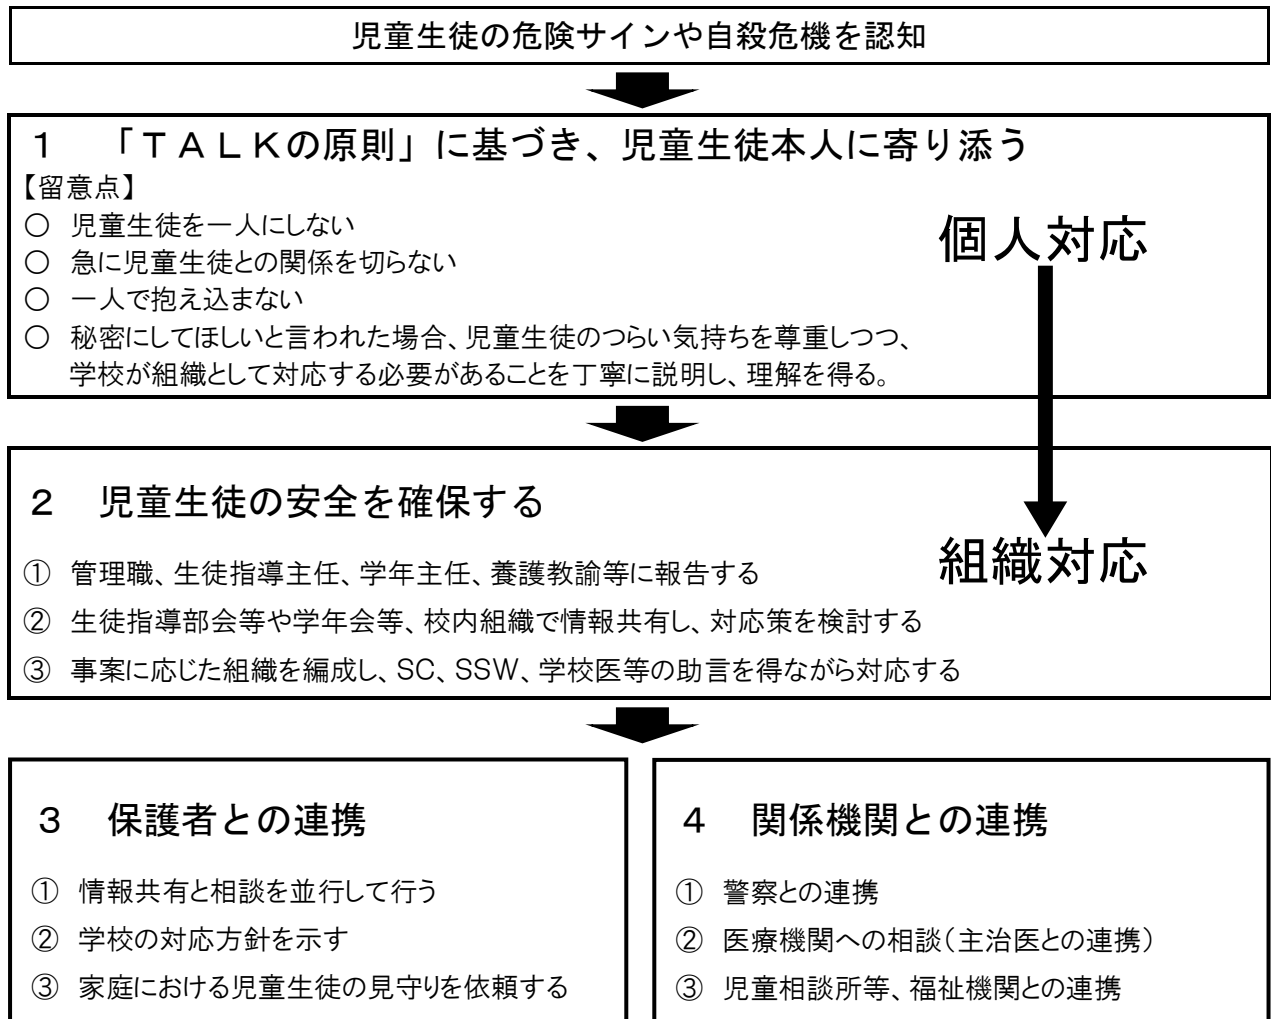 児童生徒の危険サインや自殺危機を認知
1 「TALKの原則」に基づき、児童生徒本人に寄り添う
【留意点】
○ 児童生徒を一人にしない
○ 急に児童生徒との関係を切らない
○ 一人で抱え込まない
○ 秘密にしてほしいと言われた場合、児童生徒のつらい気持ちを尊重しつつ、
学校が組織として対応する必要があることを丁寧に説明し、理解を得る。
個人対応
2 児童生徒の安全を確保する
① 管理職、生徒指導主任、学年主任、養護教諭等に報告する
② 生徒指導部会等や学年会等、校内組織で情報共有し、対応策を検討する
③ 事案に応じた組織を編成し、SC、SSW、学校医等の助言を得ながら対応する
組織対応
3 保護者との連携
① 情報共有と相談を並行して行う
② 学校の対応方針を示す
③ 家庭における児童生徒の見守りを依頼する
4 関係機関との連携
① 警察との連携
② 医療機関への相談(主治医との連携)
③ 児童相談所等、福祉機関との連携